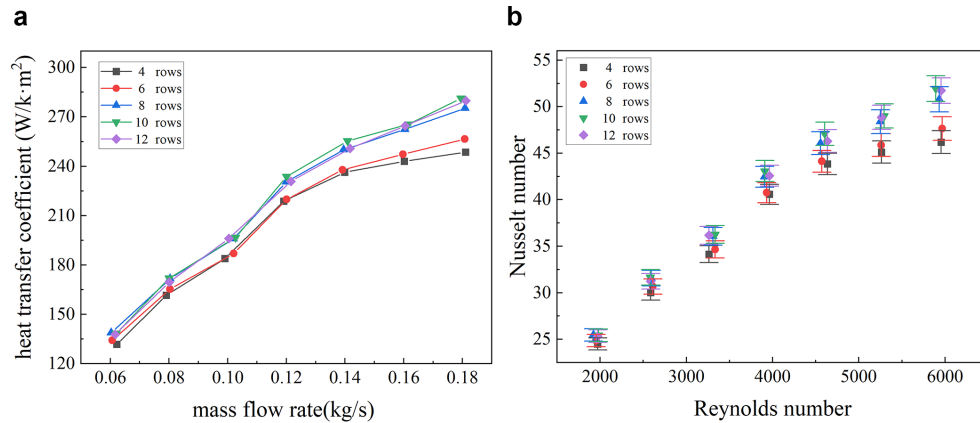 a
heat transfer coefficient (W/k·m²)
300
270
240
210
180
150
120
4 rows
6 rows
8 rows
10 rows
12 rows
0.06 0.08 0.10 0.12 0.14 0.16 0.18
mass flow rate(kg/s)
b
Nusselt number
55
50
45
40
35
30
25
4 rows
6 rows
8 rows
10 rows
12 rows
2000 3000 4000 5000 6000
Reynolds number